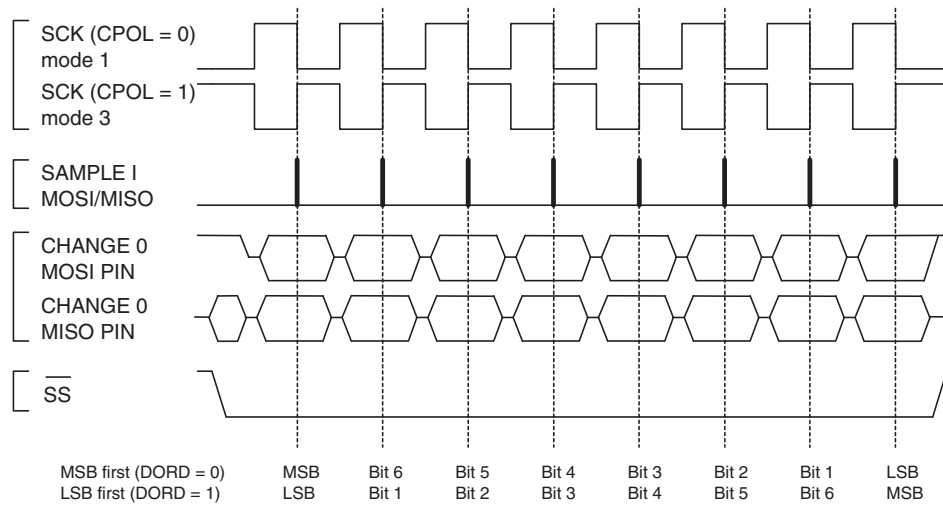 SCK (CPOL = 0)
mode 1
SCK (CPOL = 1)
mode 3
SAMPLE I
MOSI/MISO
CHANGE 0
MOSI PIN
CHANGE 0
MISO PIN
SS
MSB first (DORD = 0) MSB Bit 6 Bit 5 Bit 4 Bit 3 Bit 2 Bit 1 LSB
LSB first (DORD = 1) LSB Bit 1 Bit 2 Bit 3 Bit 4 Bit 5 Bit 6 MSB